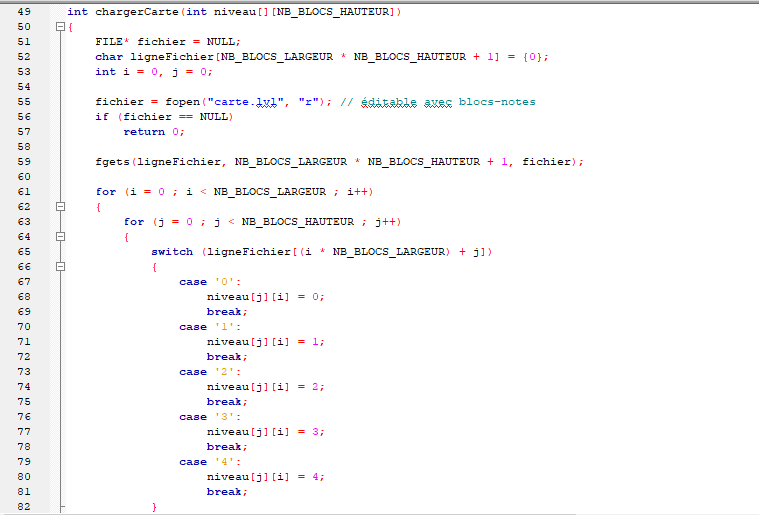 49 int chargerCarte(int niveau[][NB_BLOCS_HAUTEUR])
50 {
51 FILE* fichier = NULL;
52 char ligneFichier[NB_BLOCS_LARGEUR * NB_BLOCS_HAUTEUR + 1] = {0};
53 int i = 0, j = 0;
54
55 fichier = fopen("carte.lvl", "r"); // éditable avec blocs-notes
56 if (fichier == NULL)
57 return 0;
58
59 fgets(ligneFichier, NB_BLOCS_LARGEUR * NB_BLOCS_HAUTEUR + 1, fichier);
60
61 for (i = 0 ; i < NB_BLOCS_LARGEUR ; i++)
62 {
63 for (j = 0 ; j < NB_BLOCS_HAUTEUR ; j++)
64 {
65 switch (ligneFichier[(i * NB_BLOCS_LARGEUR) + j])
66 {
67 case '0':
68 niveau[j][i] = 0;
69 break;
70 case '1':
71 niveau[j][i] = 1;
72 break;
73 case '2':
74 niveau[j][i] = 2;
75 break;
76 case '3':
77 niveau[j][i] = 3;
78 break;
79 case '4':
80 niveau[j][i] = 4;
81 break;
82 }